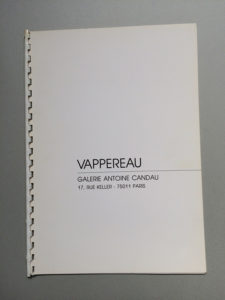 VAPPEREAU
GALERIE ANTOINE CANDAU
17, RUE KELLER - 75011 PARIS